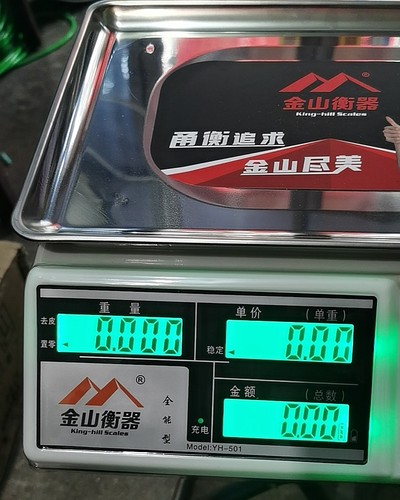 金山衡器
King-hill Scales
甬衡追求
金山尽美
重量
单价 (单重)
去皮
置零
0.000
稳定
0.00
金额 (总数)
0.00
®
金山衡器
King-hill Scales
全能型
充电
Model:YH-501